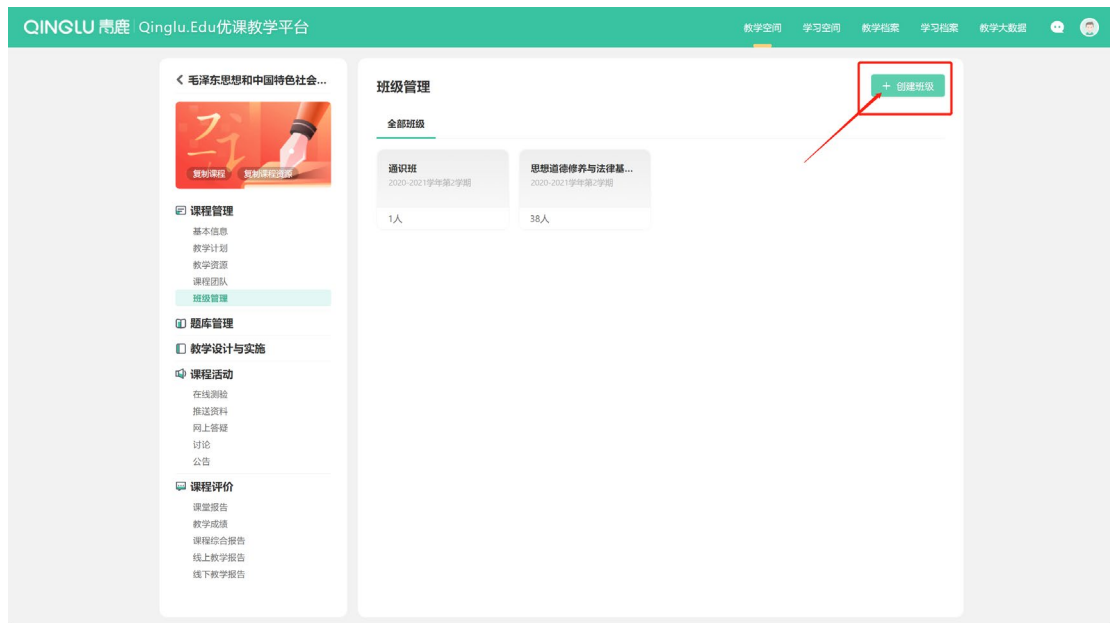 QINGLU 青鹿 Qinglu.Edu优课教学平台
教学空间 学习空间 教学档案 学习档案 教学大数据
毛泽东思想和中国特色社会...
复制课程 复制课程资源
课程管理
基本信息
教学计划
教学资源
课程团队
班级管理
题库管理
教学设计与实施
课程活动
在线测验
推送资料
网上答疑
讨论
公告
课程评价
课堂报告
教学成绩
课程综合报告
线上教学报告
线下教学报告
班级管理
+ 创建班级
全部班级
通识班
2020-2021学年第2学期
1人
思想道德修养与法律基...
2020-2021学年第2学期
38人